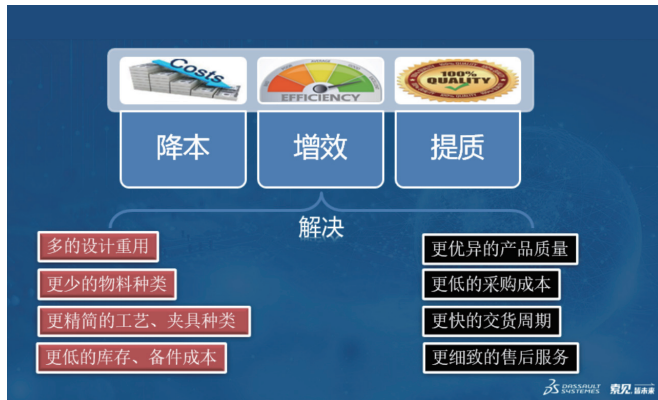 Costs
EFFICIENCY
100%
QUALITY
降本
增效
提质
解决
多的设计重用
更少的物料种类
更精简的工艺、夹具种类
更低的库存、备件成本
更优异的产品质量
更低的采购成本
更快的交货周期
更细致的售后服务
DASSAULT
SYSTEMES
索见 皆未来